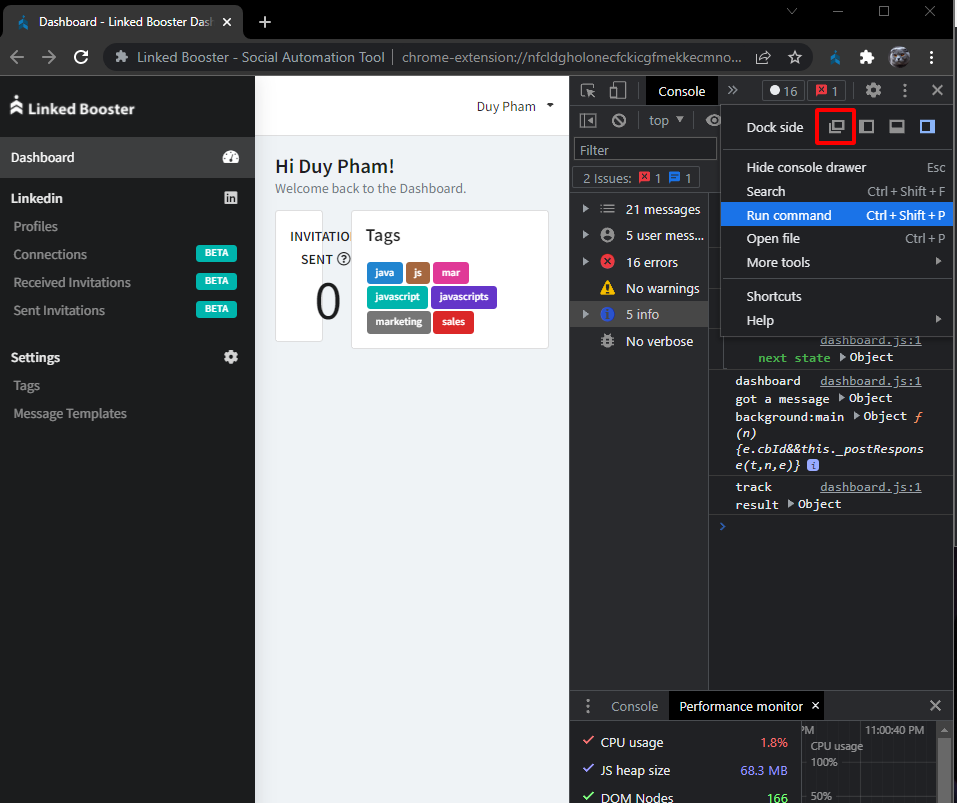 Dashboard - Linked Booster Das
Linked Booster - Social Automation Tool
chrome-extension://nfcldgholonecfckicgfmekkecmno...
Linked Booster
Dashboard
Linkedin
Profiles
Connections BETA
Received Invitations BETA
Sent Invitations BETA
Settings
Tags
Message Templates
Duy Pham
Hi Duy Pham!
Welcome back to the Dashboard.
INVITATIO
SENT
0
Tags
java js mar
javascript javascripts
marketing sales
Console 16 1
top
Filter
2 Issues: 1 1
21 messages
5 user mess...
16 errors
No warnings
5 info
No verbose
Dock side
Hide console drawer Esc
Search Ctrl + Shift + F
Run command Ctrl + Shift + P
Open file Ctrl + P
More tools
Shortcuts
Help
dashboard.js:1
next state Object
dashboard dashboard.js:1
got a message Object
background:main Object f
(n)
{e.cbId&&this._postRespons
e(t,n,e)}
track dashboard.js:1
result Object
Console Performance monitor
CPU usage 1.8%
JS heap size 68.3 MB
DOM Nodes 166
PM 11:00:40 PM
CPU usage
100%
50%